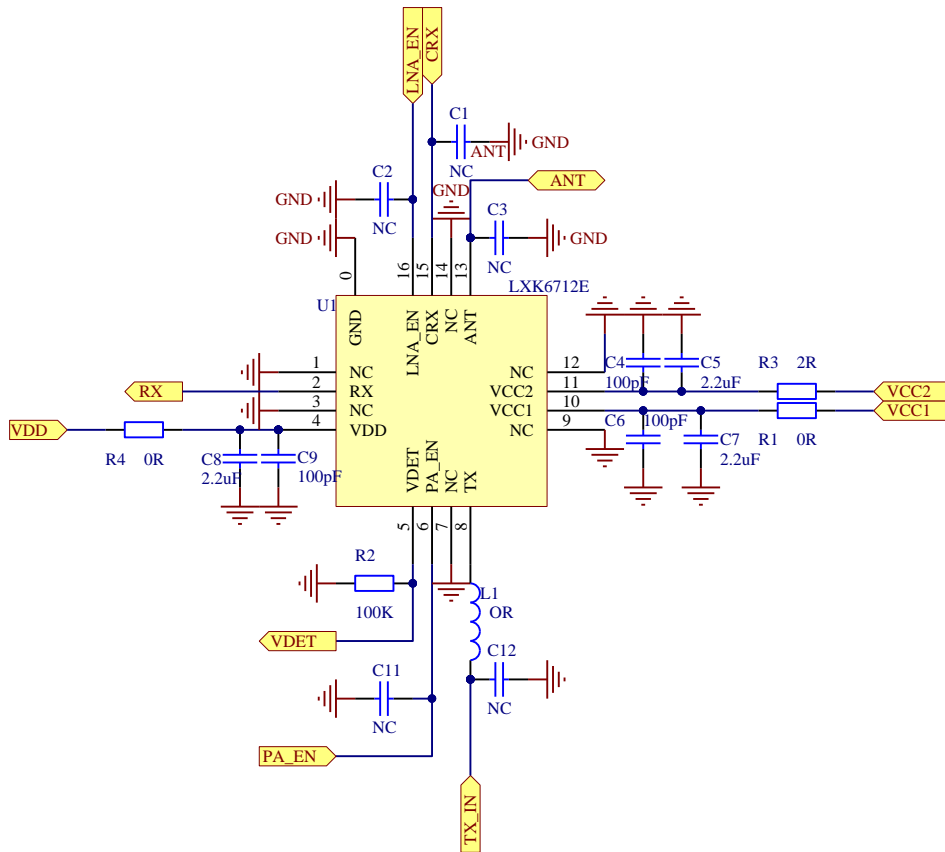 LNA_EN
CRX
C1
ANT
GND
NC
C2
GND
NC
GND
ANT
C3
GND
NC
GND
0
16
15
14
13
LXK6712E
U1
GND
LNA_EN
CRX
NC
ANT
1
NC
NC
12
C4
C5
R3
2R
100pF
2.2uF
RX
2
RX
VCC2
11
VCC2
3
NC
VCC1
10
C6
100pF
VCC1
VDD
4
VDD
NC
9
C7
R1
0R
2.2uF
R4
0R
C8
C9
2.2uF
100pF
VDET
PA_EN
NC
TX
5
6
7
8
R2
100K
L1
OR
VDET
C12
NC
C11
NC
PA_EN
TX_IN